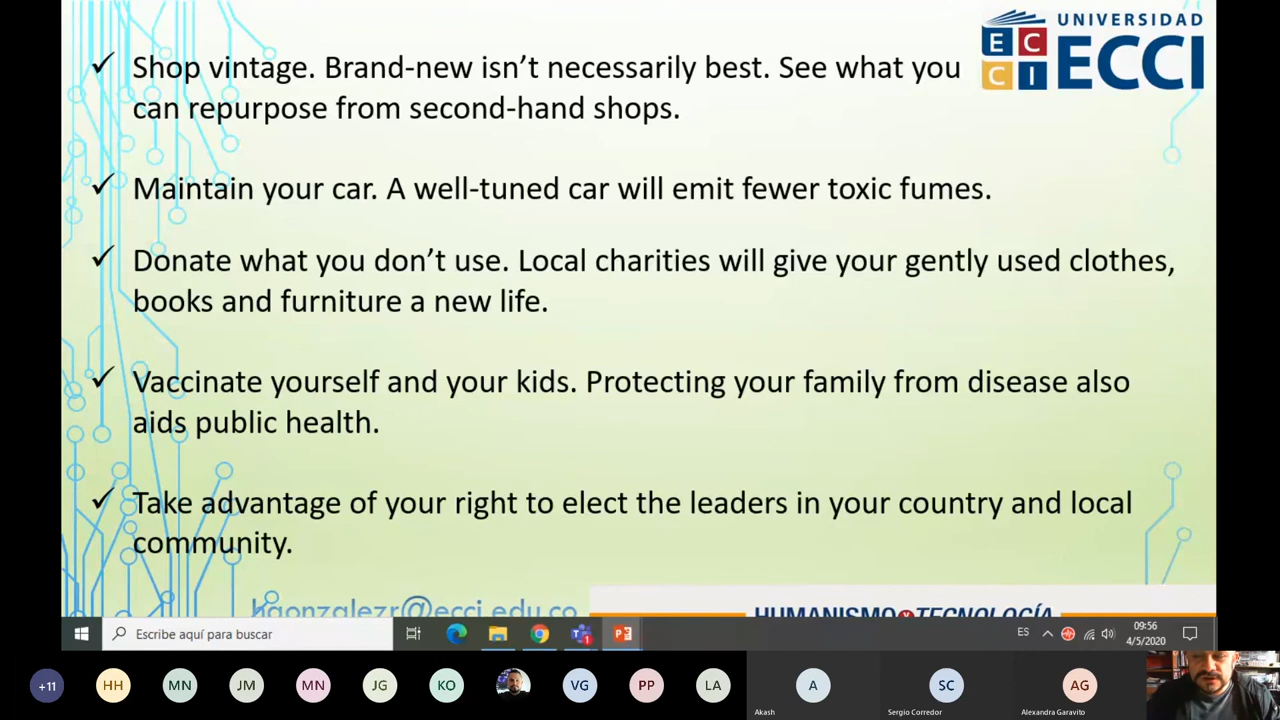 UNIVERSIDAD
E C
C I
ECCI
✓ Shop vintage. Brand-new isn’t necessarily best. See what you
can repurpose from second-hand shops.
✓ Maintain your car. A well-tuned car will emit fewer toxic fumes.
✓ Donate what you don’t use. Local charities will give your gently used clothes,
books and furniture a new life.
✓ Vaccinate yourself and your kids. Protecting your family from disease also
aids public health.
✓ Take advantage of your right to elect the leaders in your country and local
community.
hgonzalezr@ecci.edu.co
HUMANISMO Y TECNOLOGÍA
Escribe aquí para buscar
1
ES
09:56
4/5/2020
+11 HH MN JM MN JG KO VG PP LA A SC AG
Akash Sergio Corredor Alexandra Garavito